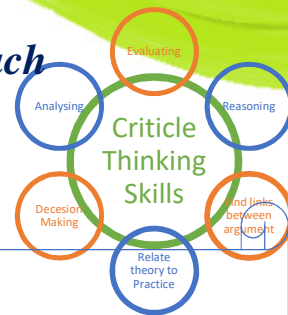 ach
Evaluating
Analysing
Reasoning
Criticle
Thinking
Skills
Decesion
Making
Find links
between
argument
Relate
theory to
Practice